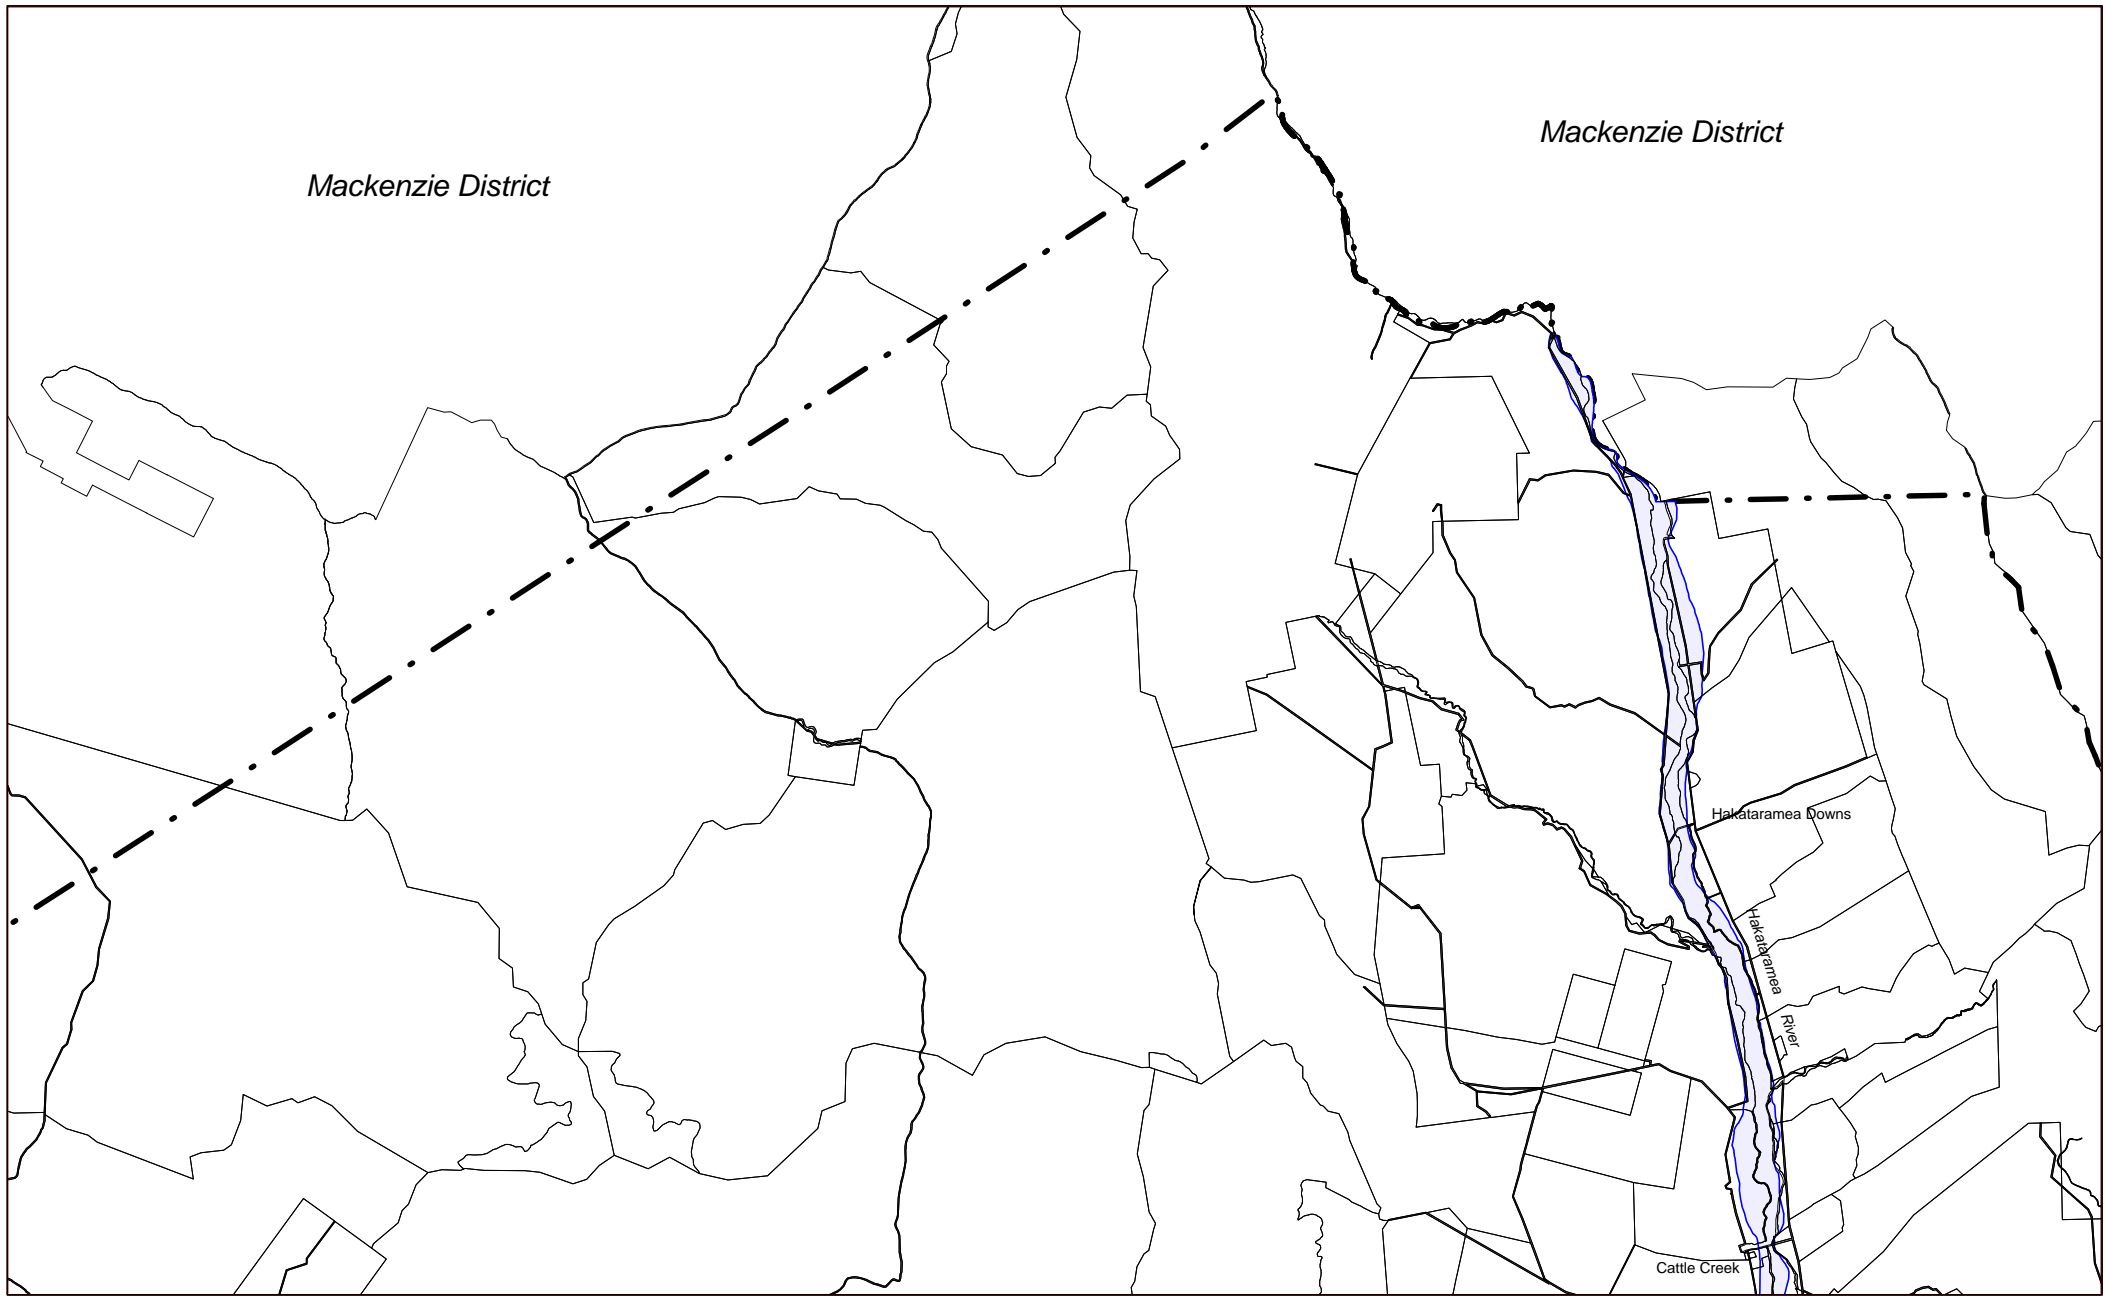 Mackenzie District
Mackenzie District
Hakataramea Downs
Hakataramea
River
Cattle Creek